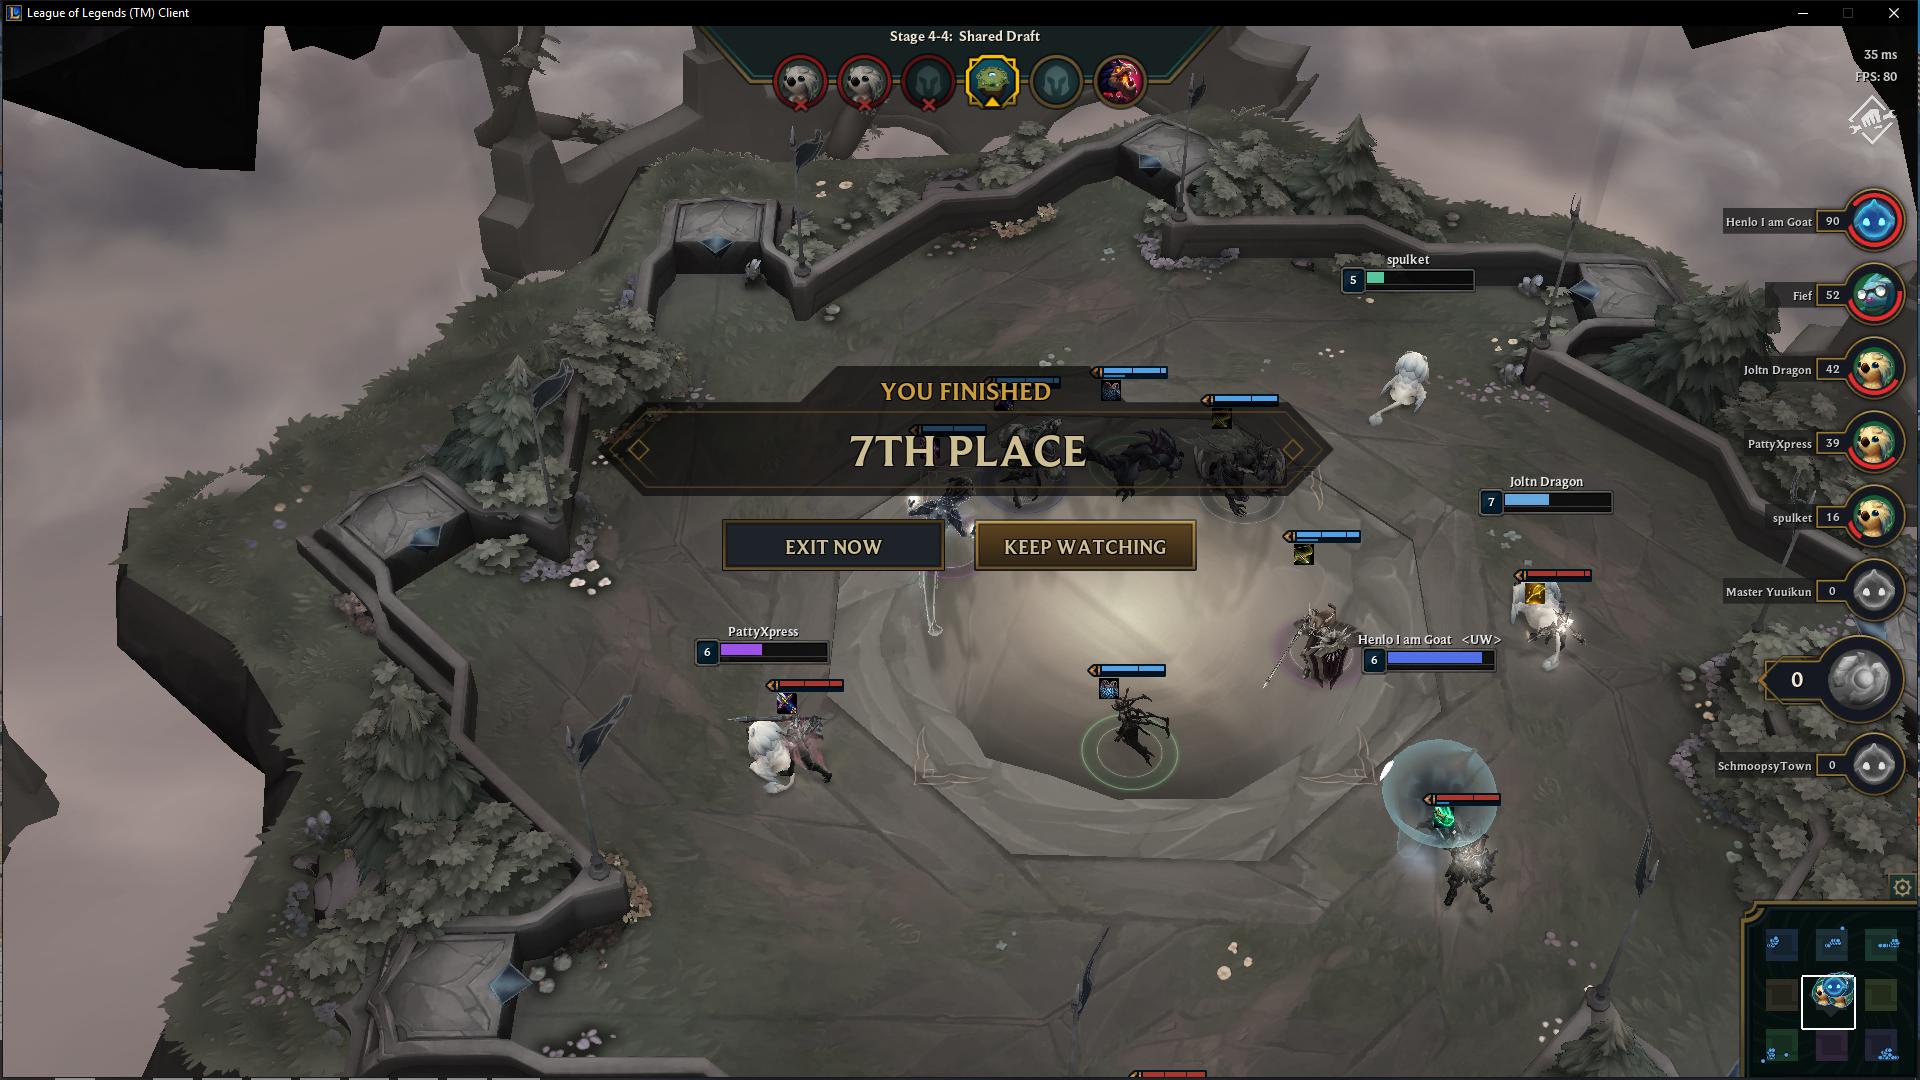 League of Legends (TM) Client
Stage 4-4: Shared Draft
35 ms
FPS: 80
Henlo I am Goat 90
spulket
5
Fief 52
Joltn Dragon 42
YOU FINISHED
7TH PLACE
PattyXpress 39
Joltn Dragon
7
spulket 16
EXIT NOW
KEEP WATCHING
Master Yuuikun 0
PattyXpress
6
Henlo I am Goat <UW>
6
0
SchmoopsyTown 0